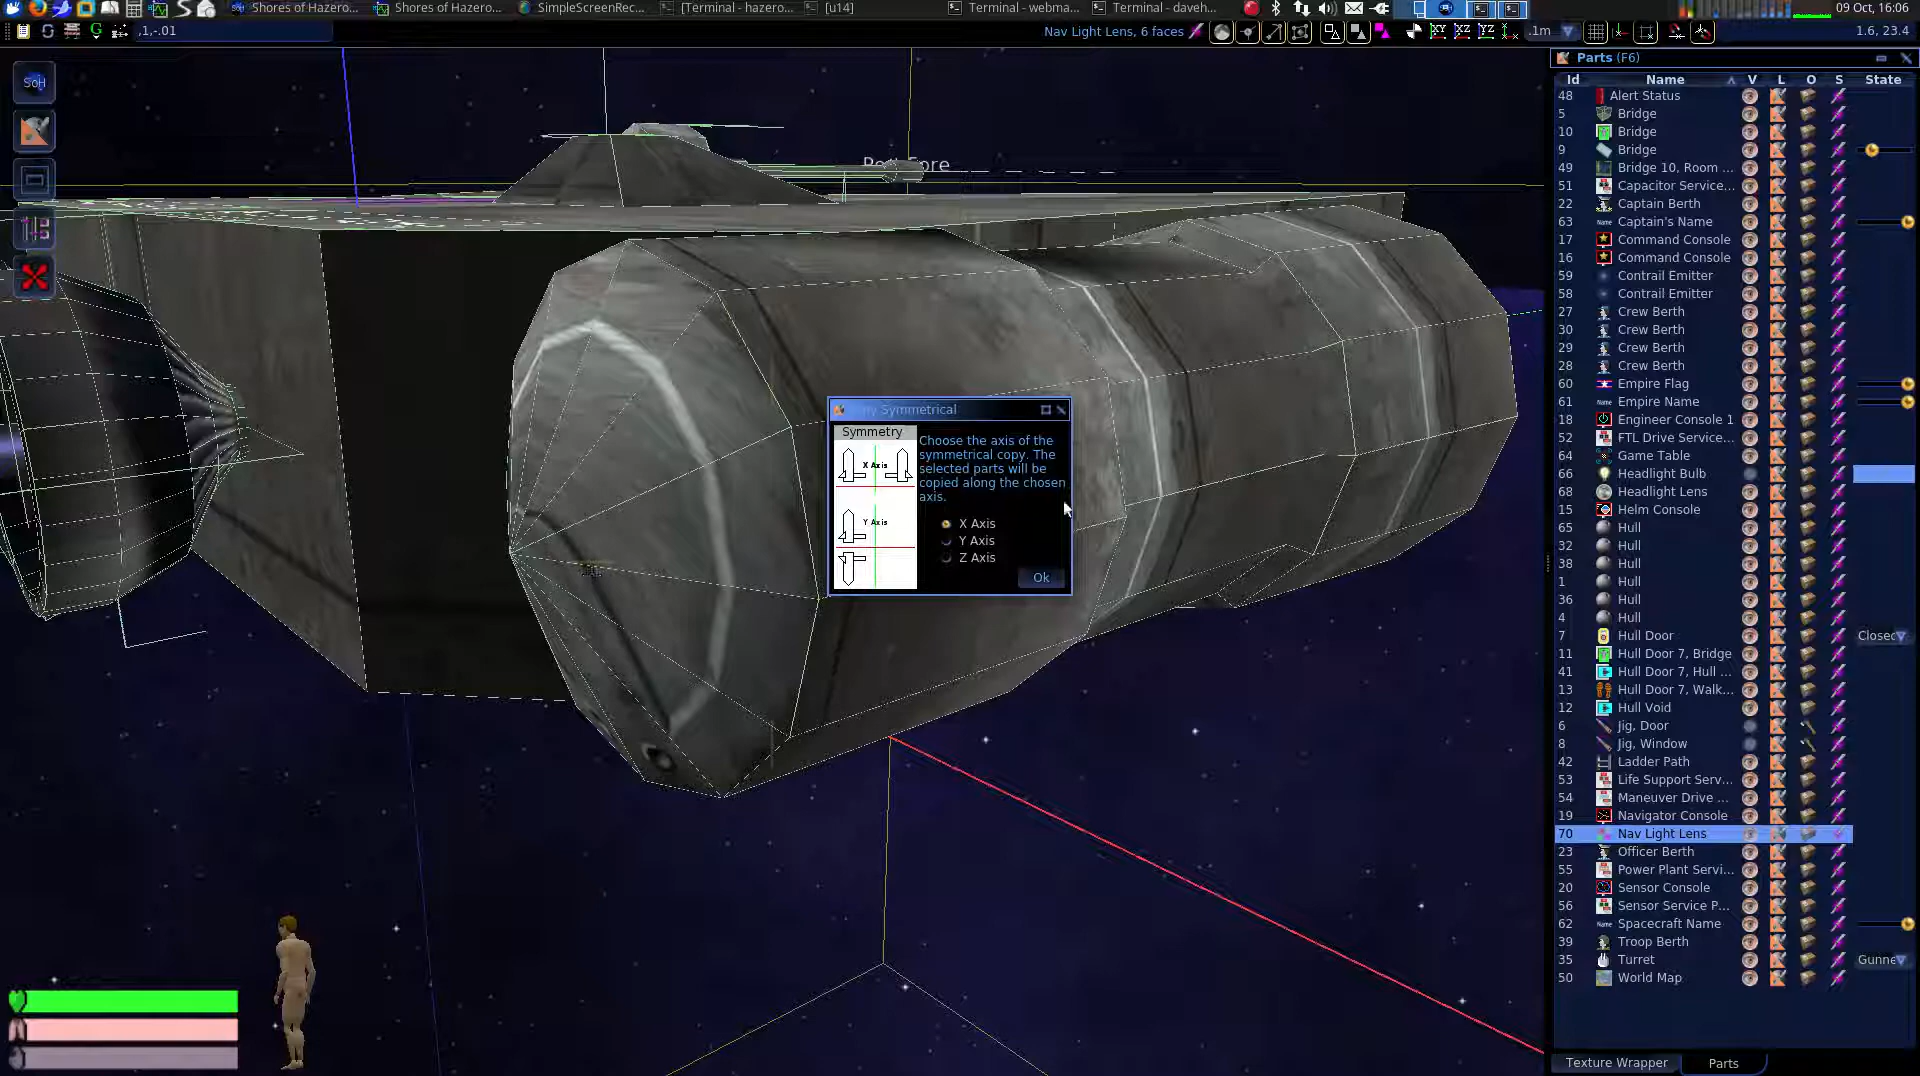 Shores of Hazero...
Shores of Hazero...
SimpleScreenRec...
[Terminal - hazero...
[u14]
Terminal - webma...
Terminal - daveh...
09 Oct, 16:06
,1,-.01
Nav Light Lens, 6 faces
XY
XZ
YZ
.1m
1.6, 23.4
SoH
Parts (F6)
Id Name V L O S State
48 Alert Status
5 Bridge
10 Bridge
9 Bridge
49 Bridge 10, Room ...
51 Capacitor Service...
22 Captain Berth
63 Captain's Name
17 Command Console
16 Command Console
59 Contrail Emitter
58 Contrail Emitter
27 Crew Berth
30 Crew Berth
29 Crew Berth
28 Crew Berth
60 Empire Flag
61 Empire Name
18 Engineer Console 1
52 FTL Drive Service...
64 Game Table
66 Headlight Bulb
68 Headlight Lens
15 Helm Console
65 Hull
32 Hull
38 Hull
1 Hull
36 Hull
4 Hull
7 Hull Door Closed
11 Hull Door 7, Bridge
41 Hull Door 7, Hull ...
13 Hull Door 7, Walk...
12 Hull Void
6 Jig, Door
8 Jig, Window
42 Ladder Path
53 Life Support Serv...
54 Maneuver Drive ...
19 Navigator Console
70 Nav Light Lens
23 Officer Berth
55 Power Plant Servi...
20 Sensor Console
56 Sensor Service P...
62 Spacecraft Name
39 Troop Berth
35 Turret Gunne
50 World Map
Texture Wrapper
Parts
Fore
Symmetrical
Symmetry
X Axis
Y Axis
Choose the axis of the
symmetrical copy. The
selected parts will be
copied along the chosen
axis.
X Axis
Y Axis
Z Axis
Ok